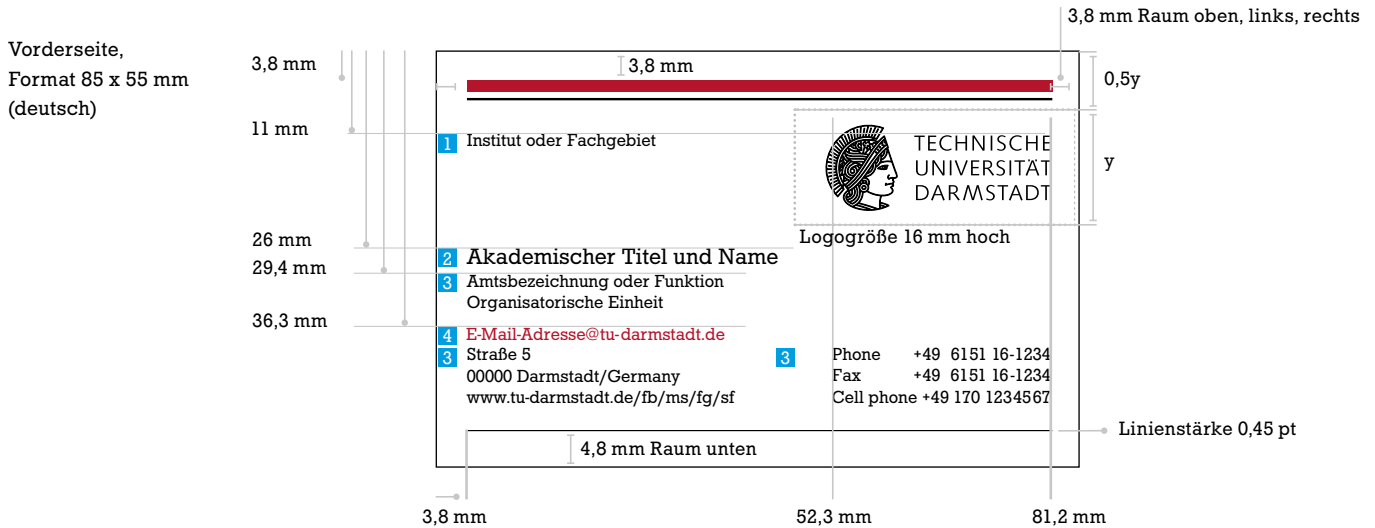 3,8 mm Raum oben, links, rechts
Vorderseite,
Format 85 x 55 mm
(deutsch)
3,8 mm
3,8 mm
0,5y
11 mm
1 Institut oder Fachgebiet
TECHNISCHE
UNIVERSITÄT
DARMSTADT
y
Logogröße 16 mm hoch
26 mm
2 Akademischer Titel und Name
29,4 mm
3 Amtsbezeichnung oder Funktion
Organisatorische Einheit
36,3 mm
4 E-Mail-Adresse@tu-darmstadt.de
3 Straße 5
00000 Darmstadt/Germany
www.tu-darmstadt.de/fb/ms/fg/sf
3 Phone +49 6151 16-1234
Fax +49 6151 16-1234
Cell phone +49 170 1234567
Linienstärke 0,45 pt
4,8 mm Raum unten
3,8 mm
52,3 mm
81,2 mm